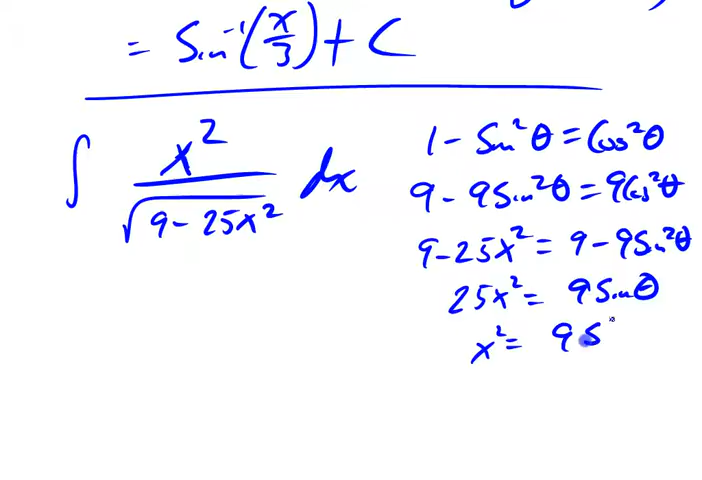 = Sin⁻¹(x/3) + C
∫ x²/√(9 - 25x²) dx
1 - Sin²θ = Cos²θ
9 - 9Sin²θ = 9Cos²θ
9 - 25x² = 9 - 9Sin²θ
25x² = 9Sinθ
x² = 9S